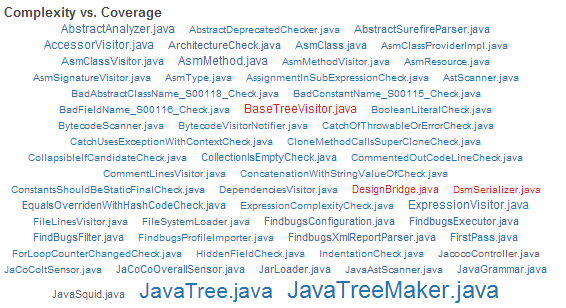 Complexity vs. Coverage
AbstractAnalyzer.java AbstractDeprecatedChecker.java AbstractSurefireParser.java
AccessorVisitor.java ArchitectureCheck.java AsmClass.java AsmClassProviderImpl.java
AsmClassVisitor.java AsmMethod.java AsmMethodVisitor.java AsmResource.java
AsmSignatureVisitor.java AsmType.java AssignmentInSubExpressionCheck.java AstScanner.java
BadAbstractClassName_S00118_Check.java BadConstantName_S00115_Check.java
BadFieldName_S00116_Check.java BaseTreeVisitor.java BooleanLiteralCheck.java
BytecodeScanner.java BytecodeVisitorNotifier.java CatchOfThrowableOrErrorCheck.java
CatchUsesExceptionWithContextCheck.java CloneMethodCallsSuperCloneCheck.java
CollapsibleIfCandidateCheck.java CollectionIsEmptyCheck.java CommentedOutCodeLineCheck.java
CommentLinesVisitor.java ConcatenationWithStringValueOfCheck.java
ConstantsShouldBeStaticFinalCheck.java DependenciesVisitor.java DesignBridge.java DsmSerializer.java
EqualsOverridenWithHashCodeCheck.java ExpressionComplexityCheck.java ExpressionVisitor.java
FileLinesVisitor.java FileSystemLoader.java FindbugsConfiguration.java FindbugsExecutor.java
FindBugsFilter.java FindbugsProfileImporter.java FindbugsXmlReportParser.java FirstPass.java
ForLoopCounterChangedCheck.java HiddenFieldCheck.java IndentationCheck.java JacocoController.java
JaCoCoItSensor.java JaCoCoOverallSensor.java JarLoader.java JavaAstScanner.java JavaGrammar.java
JavaSquid.java JavaTree.java JavaTreeMaker.java